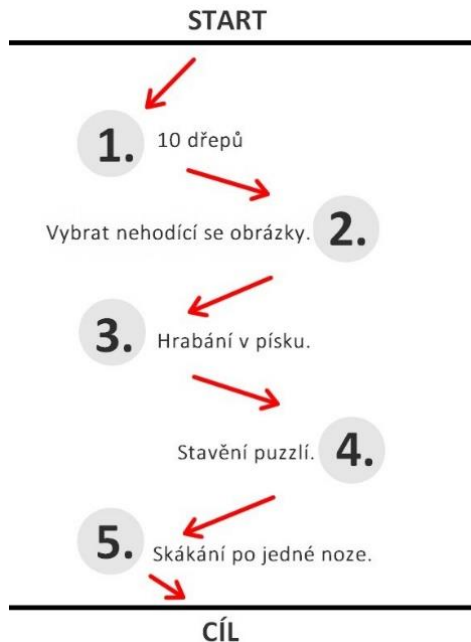 START
1. 10 dřepů
Vybrat nehodící se obrázky. 2.
3. Hrabání v písku.
Stavění puzzlí. 4.
5. Skákání po jedné noze.
CÍL